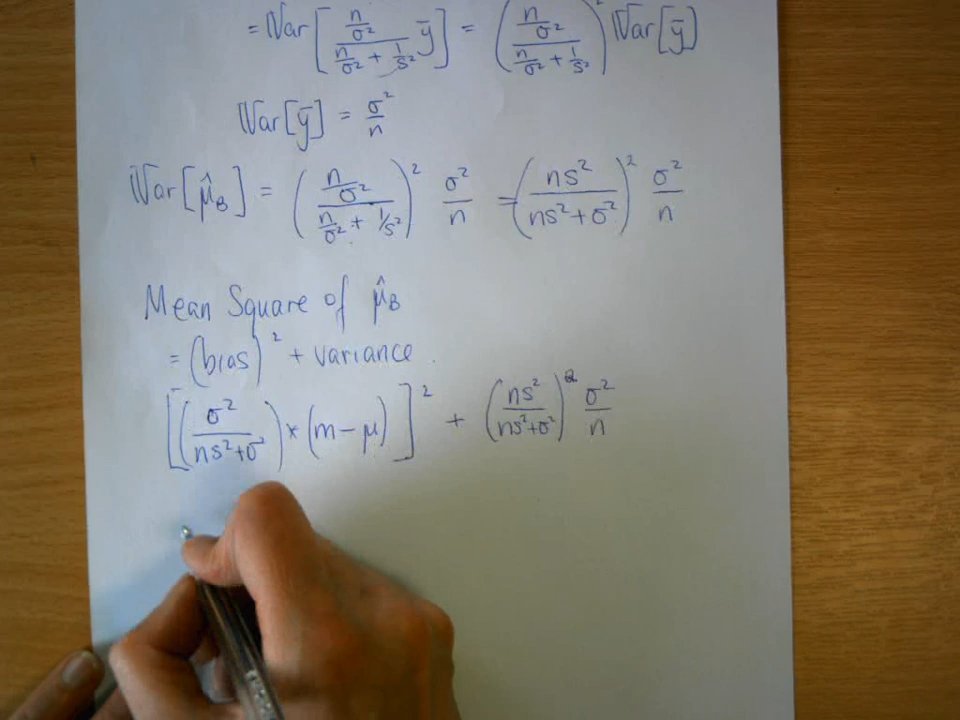 = Var[ (n/σ²)/(n/σ² + 1/s²) ȳ ] = ( (n/σ²)/(n/σ² + 1/s²) )² Var[ȳ]
Var[ȳ] = σ²/n
Var[μ̂_B] = ( (n/σ²)/(n/σ² + 1/s²) )² σ²/n = ( ns²/(ns²+σ²) )² σ²/n
Mean Square of μ̂_B
= (bias)² + variance.
[ ( σ²/(ns²+σ²) ) × (m-μ) ]² + ( ns²/(ns²+σ²) )² σ²/n